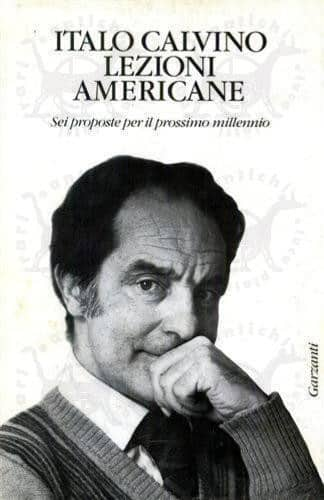 ITALO CALVINO
LEZIONI
AMERICANE
Sei proposte per il prossimo millennio
Garzanti